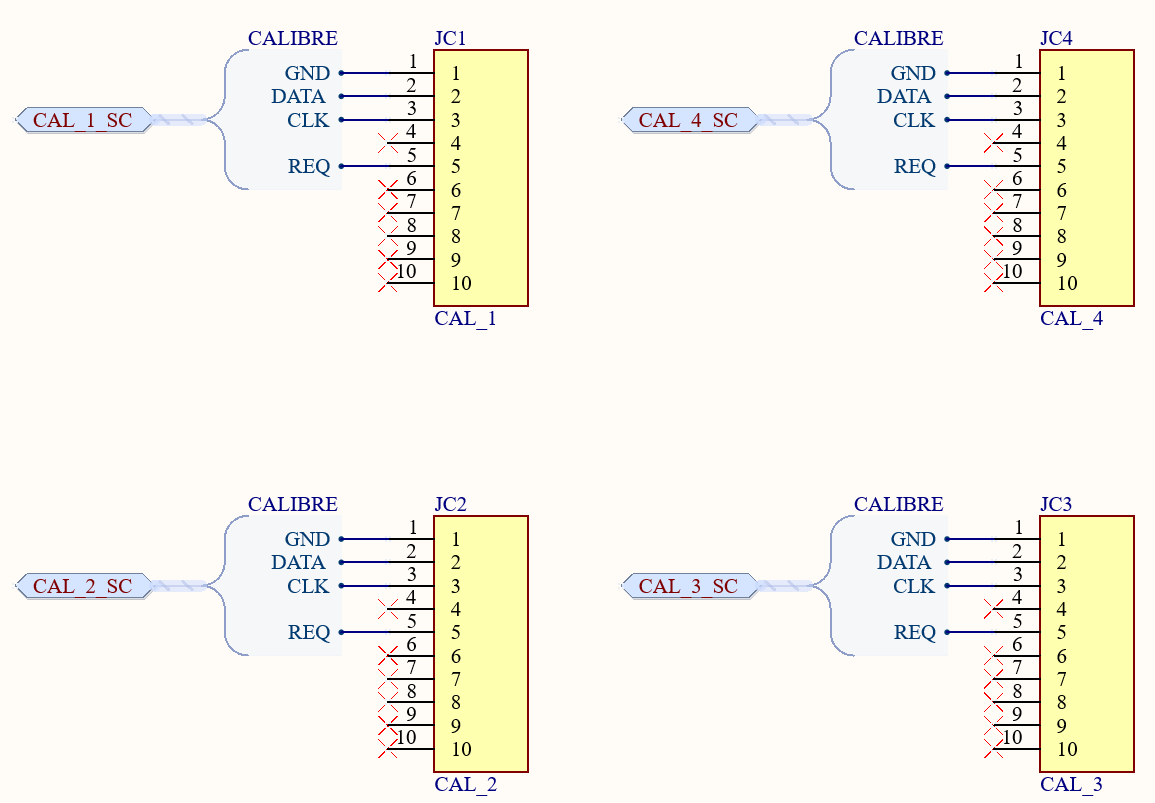 CALIBRE JC1
GND 1 1
DATA 2 2
CAL_1_SC CLK 3 3
4 4
REQ 5 5
6 6
7 7
8 8
9 9
10 10
CAL_1
CALIBRE JC4
GND 1 1
DATA 2 2
CAL_4_SC CLK 3 3
4 4
REQ 5 5
6 6
7 7
8 8
9 9
10 10
CAL_4
CALIBRE JC2
GND 1 1
DATA 2 2
CAL_2_SC CLK 3 3
4 4
REQ 5 5
6 6
7 7
8 8
9 9
10 10
CAL_2
CALIBRE JC3
GND 1 1
DATA 2 2
CAL_3_SC CLK 3 3
4 4
REQ 5 5
6 6
7 7
8 8
9 9
10 10
CAL_3